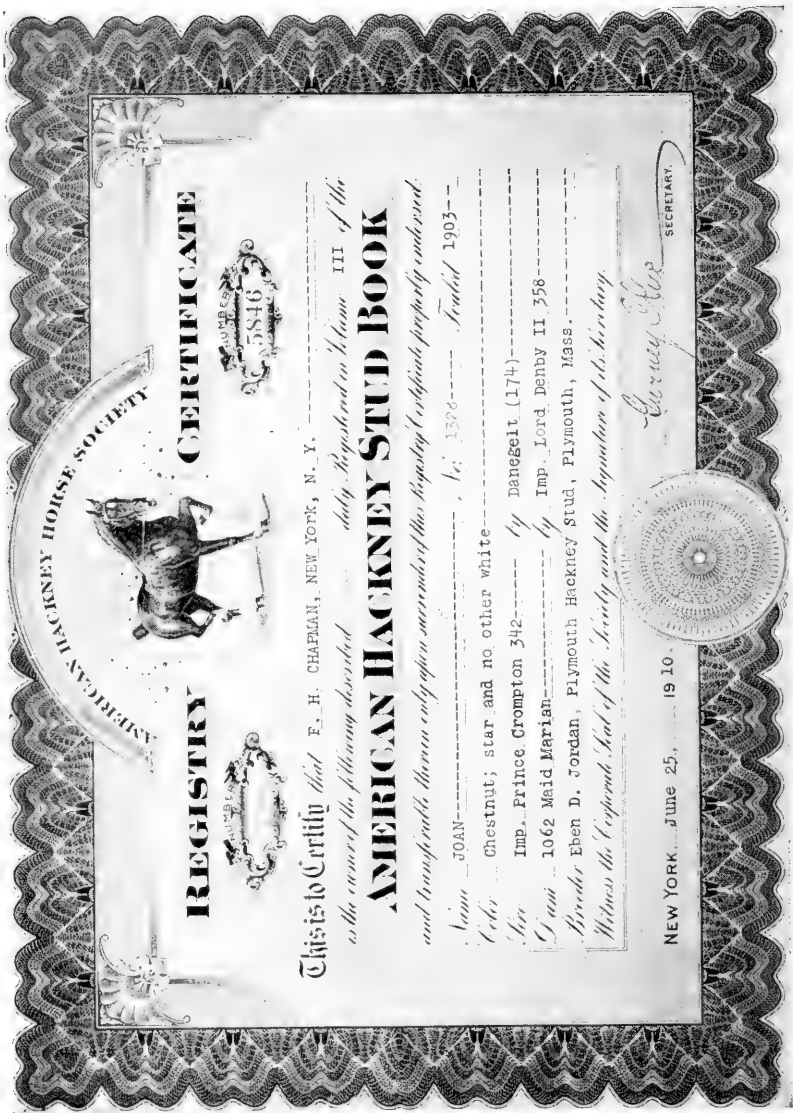 AMERICAN HACKNEY HORSE SOCIETY
REGISTRY CERTIFICATE
NUMBER
NUMBER
5846
This is to Certify that F. H. CHAPMAN, NEW York, N. Y. ----------
is the owner of the following described duly Registered in Volume III of the
AMERICAN HACKNEY STUD BOOK
and transferable therein only upon surrender of this Registry Certificate properly endorsed.
Name JOAN--------------------, No. 1328----- Foaled 1903--
Color Chestnut; star and no other white--------------------
Sire Imp. Prince Crompton 342------ by Danegelt (174)--------------------
Dam 1062 Maid Marian---------- by Imp. Lord Denby II 358----------
Breeder Eben D. Jordan, Plymouth Hackney Stud, Plymouth, Mass.----------
Witness the Corporate Seal of the Society and the Signature of its Secretary.
NEW YORK, June 25, 1910.
Gurney
SECRETARY.